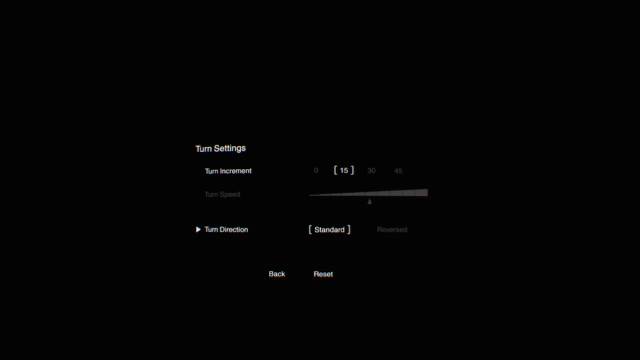 Turn Settings
Turn Increment 0 [ 15 ] 30 45
Turn Speed
Turn Direction [ Standard ] Reversed
Back Reset